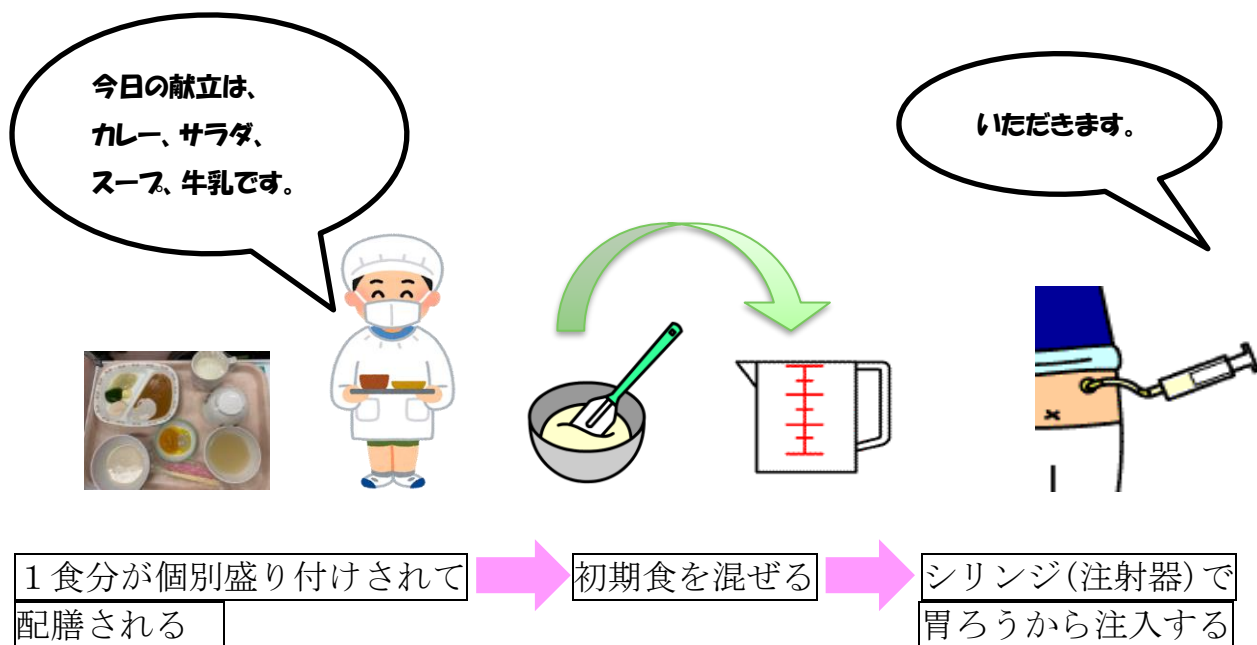 今日の献立は、
カレー、サラダ、
スープ、牛乳です。
いただきます。
１食分が個別盛り付けされて
配膳される
初期食を混ぜる
シリンジ(注射器)で
胃ろうから注入する